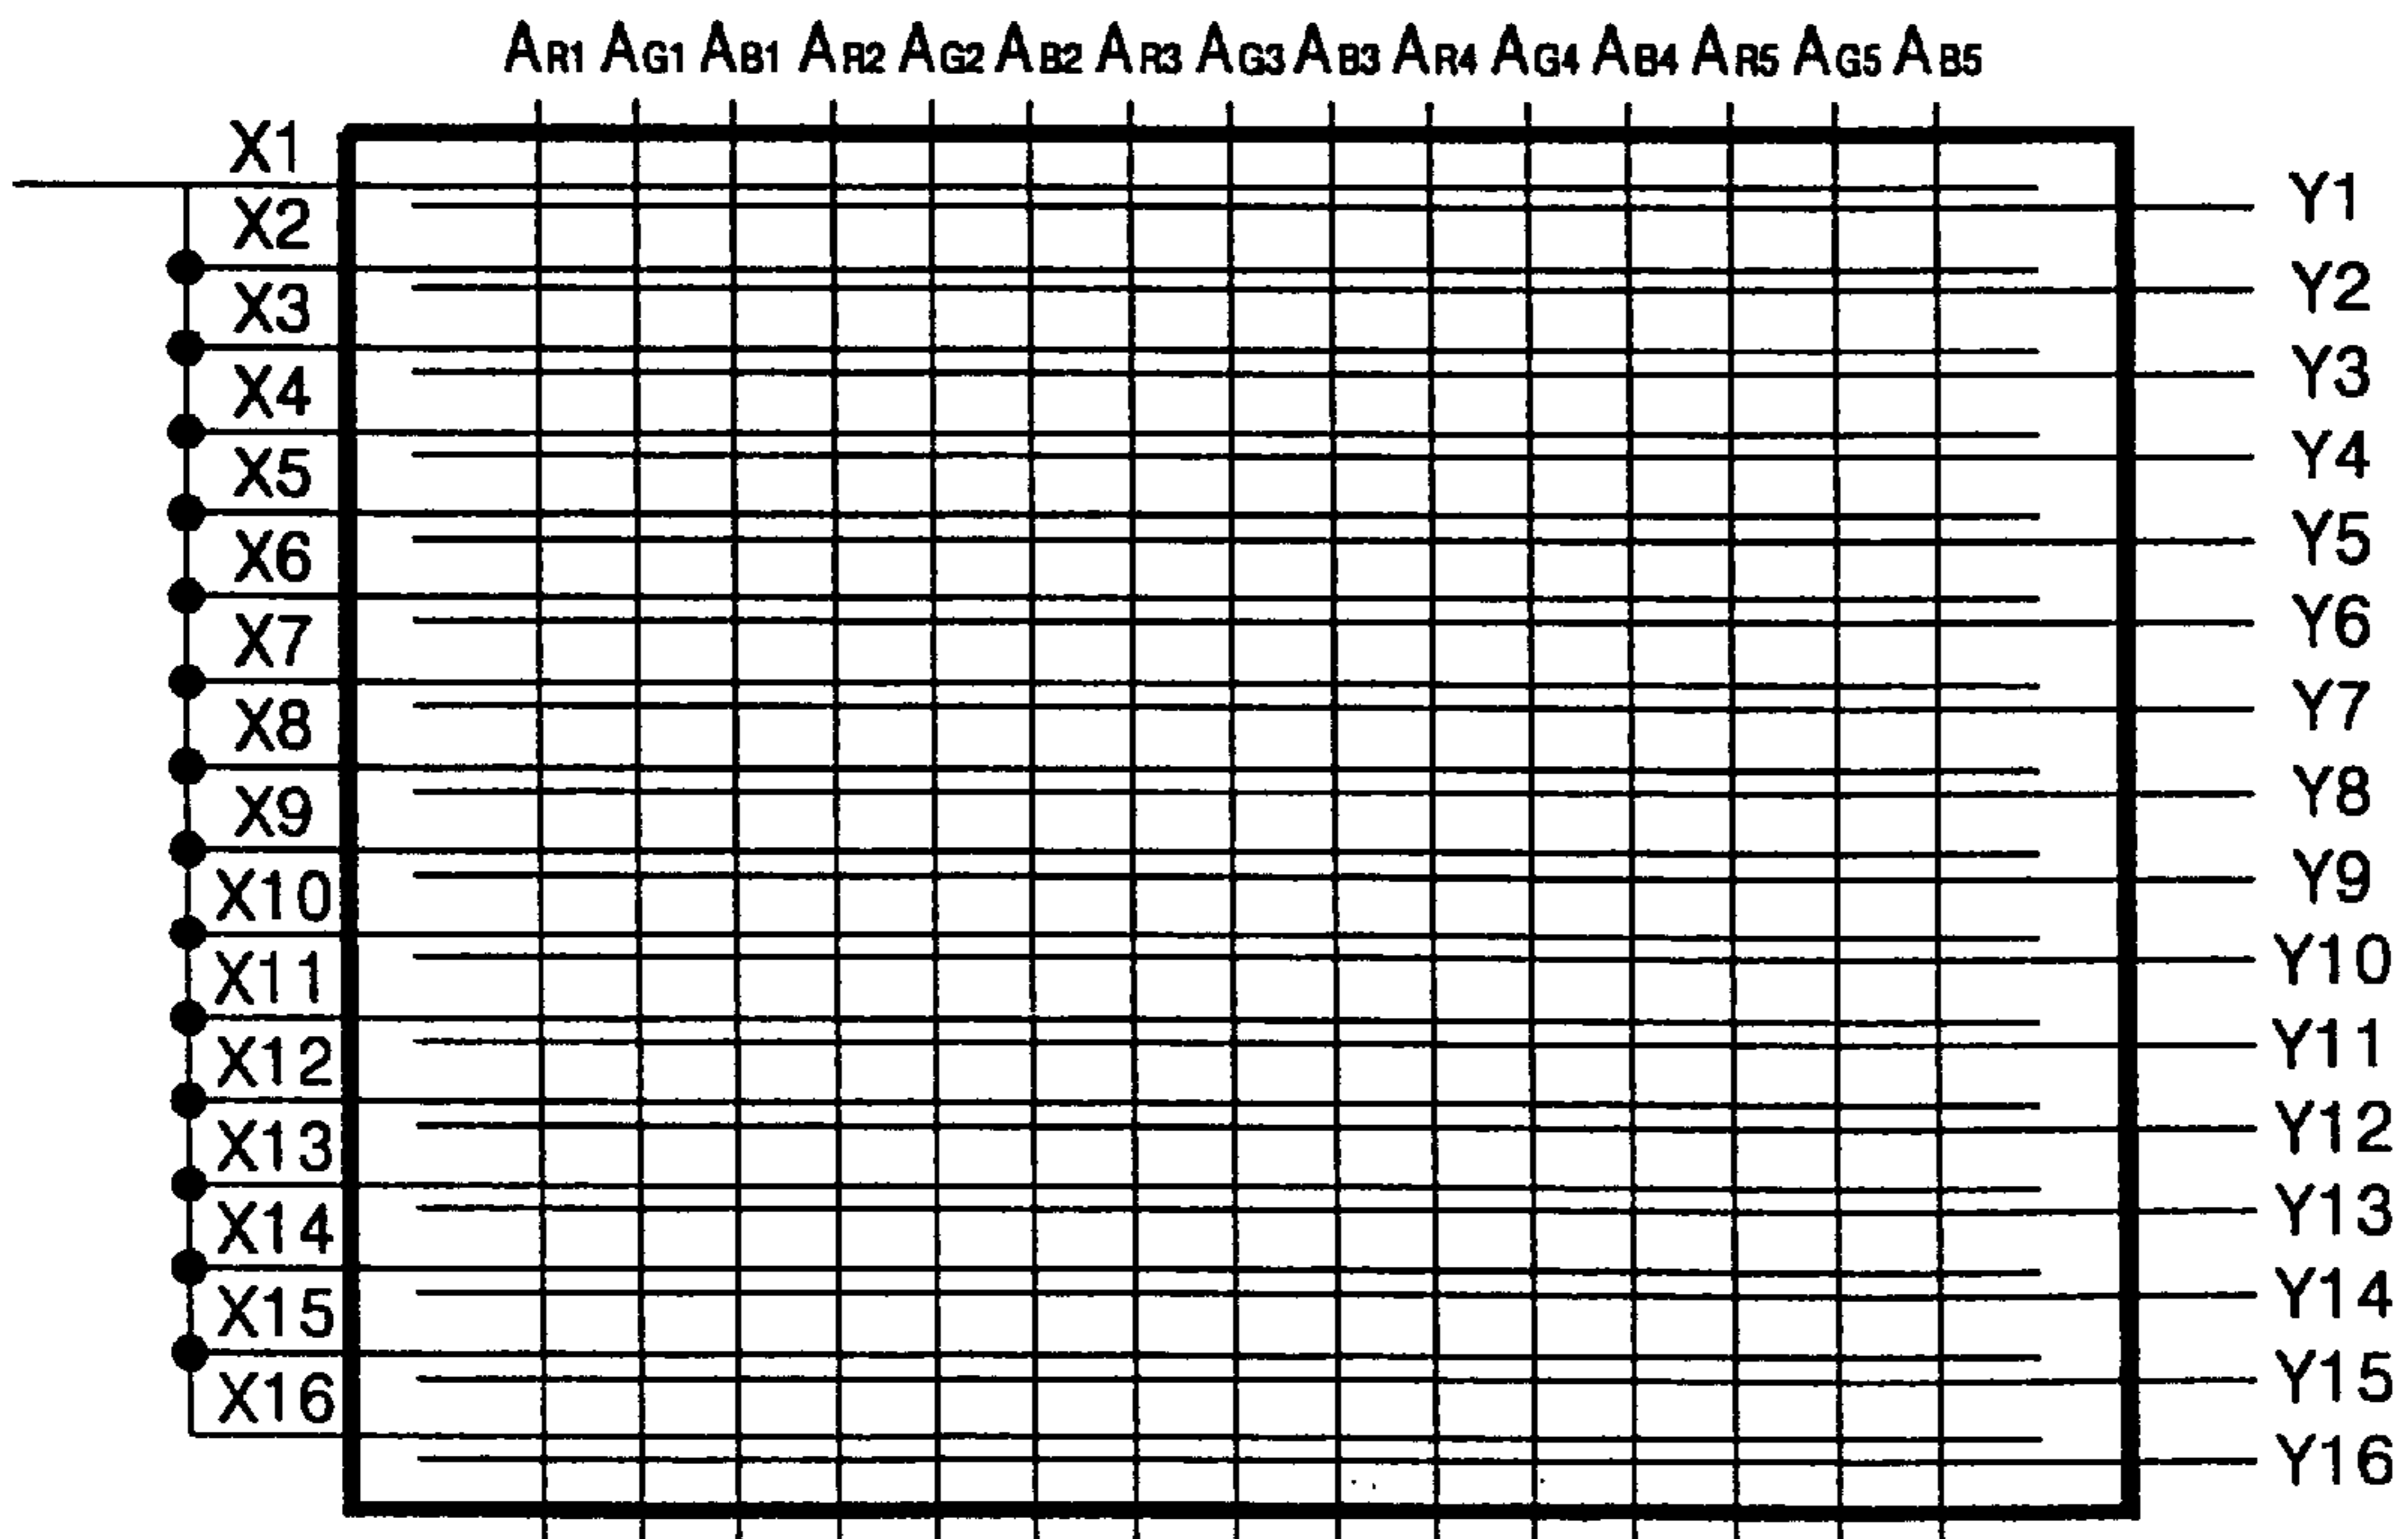 AR1 AG1 AB1 AR2 AG2 AB2 AR3 AG3 AB3 AR4 AG4 AB4 AR5 AG5 AB5
X1
Y1
X2
Y2
X3
Y3
X4
Y4
X5
Y5
X6
Y6
X7
Y7
X8
Y8
X9
Y9
X10
Y10
X11
Y11
X12
Y12
X13
Y13
X14
Y14
X15
Y15
X16
Y16